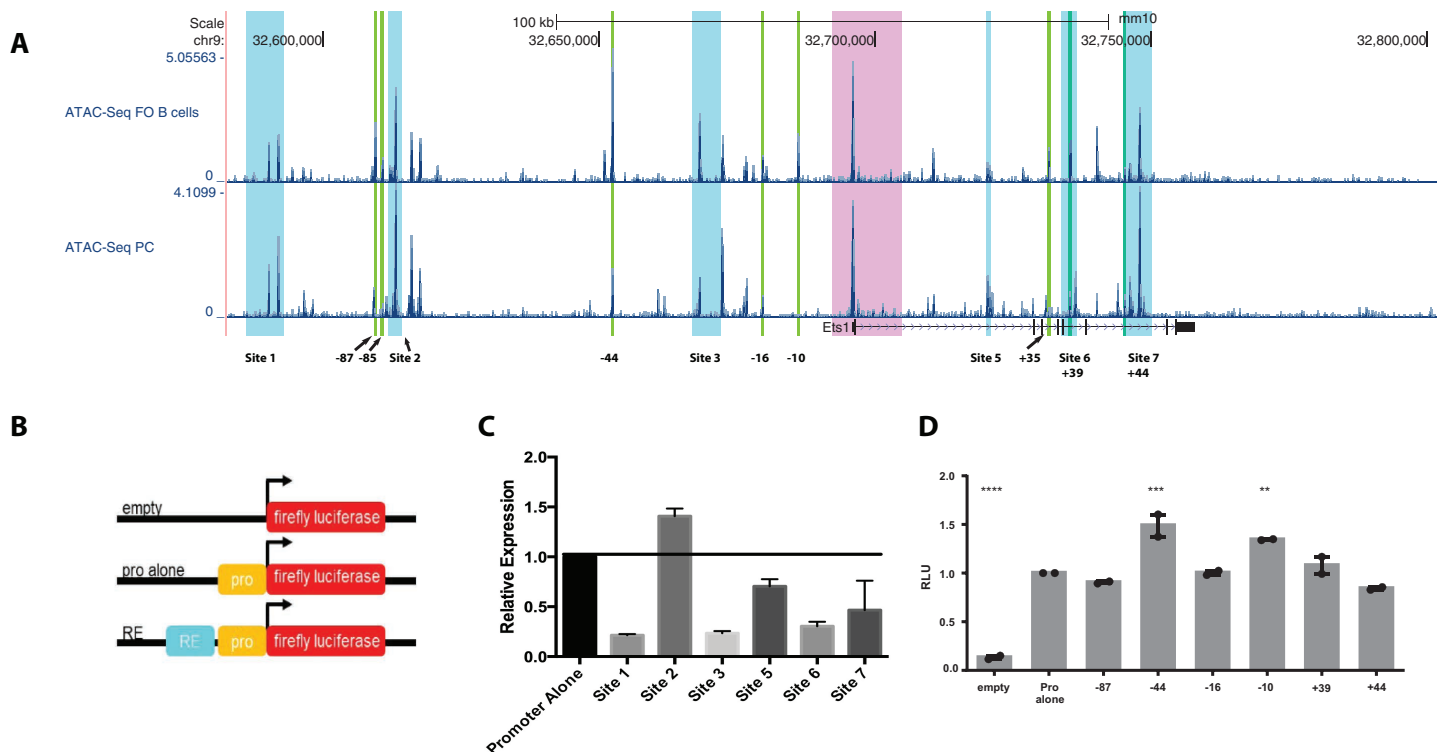 A
Scale
100 kb
mm10
chr9:
32,600,000
32,650,000
32,700,000
32,750,000
32,800,000
5.05563 -
ATAC-Seq FO B cells
0 _
4.1099 -
ATAC-Seq PC
0 _
Ets1
Site 1
-87
-85
Site 2
-44
Site 3
-16
-10
Site 5
+35
Site 6
+39
Site 7
+44
B
empty
firefly luciferase
pro alone
pro
firefly luciferase
RE
RE
pro
firefly luciferase
C
Relative Expression
2.0
1.5
1.0
0.5
0.0
Promoter Alone
Site 1
Site 2
Site 3
Site 5
Site 6
Site 7
D
RLU
2.0
1.5
1.0
0.5
0.0
****
***
**
empty
Pro
alone
-87
-44
-16
-10
+39
+44